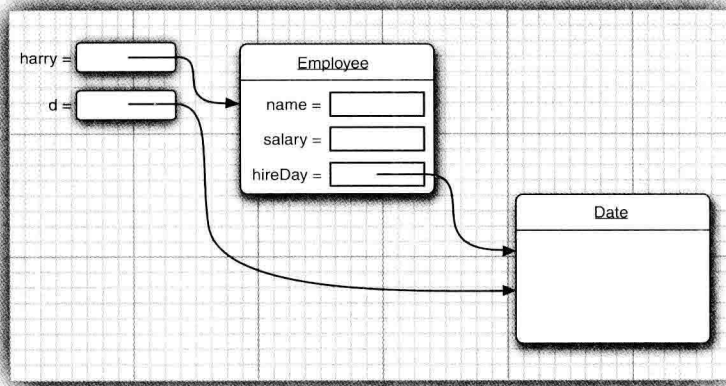 harry =
d =
Employee
name =
salary =
hireDay =
Date